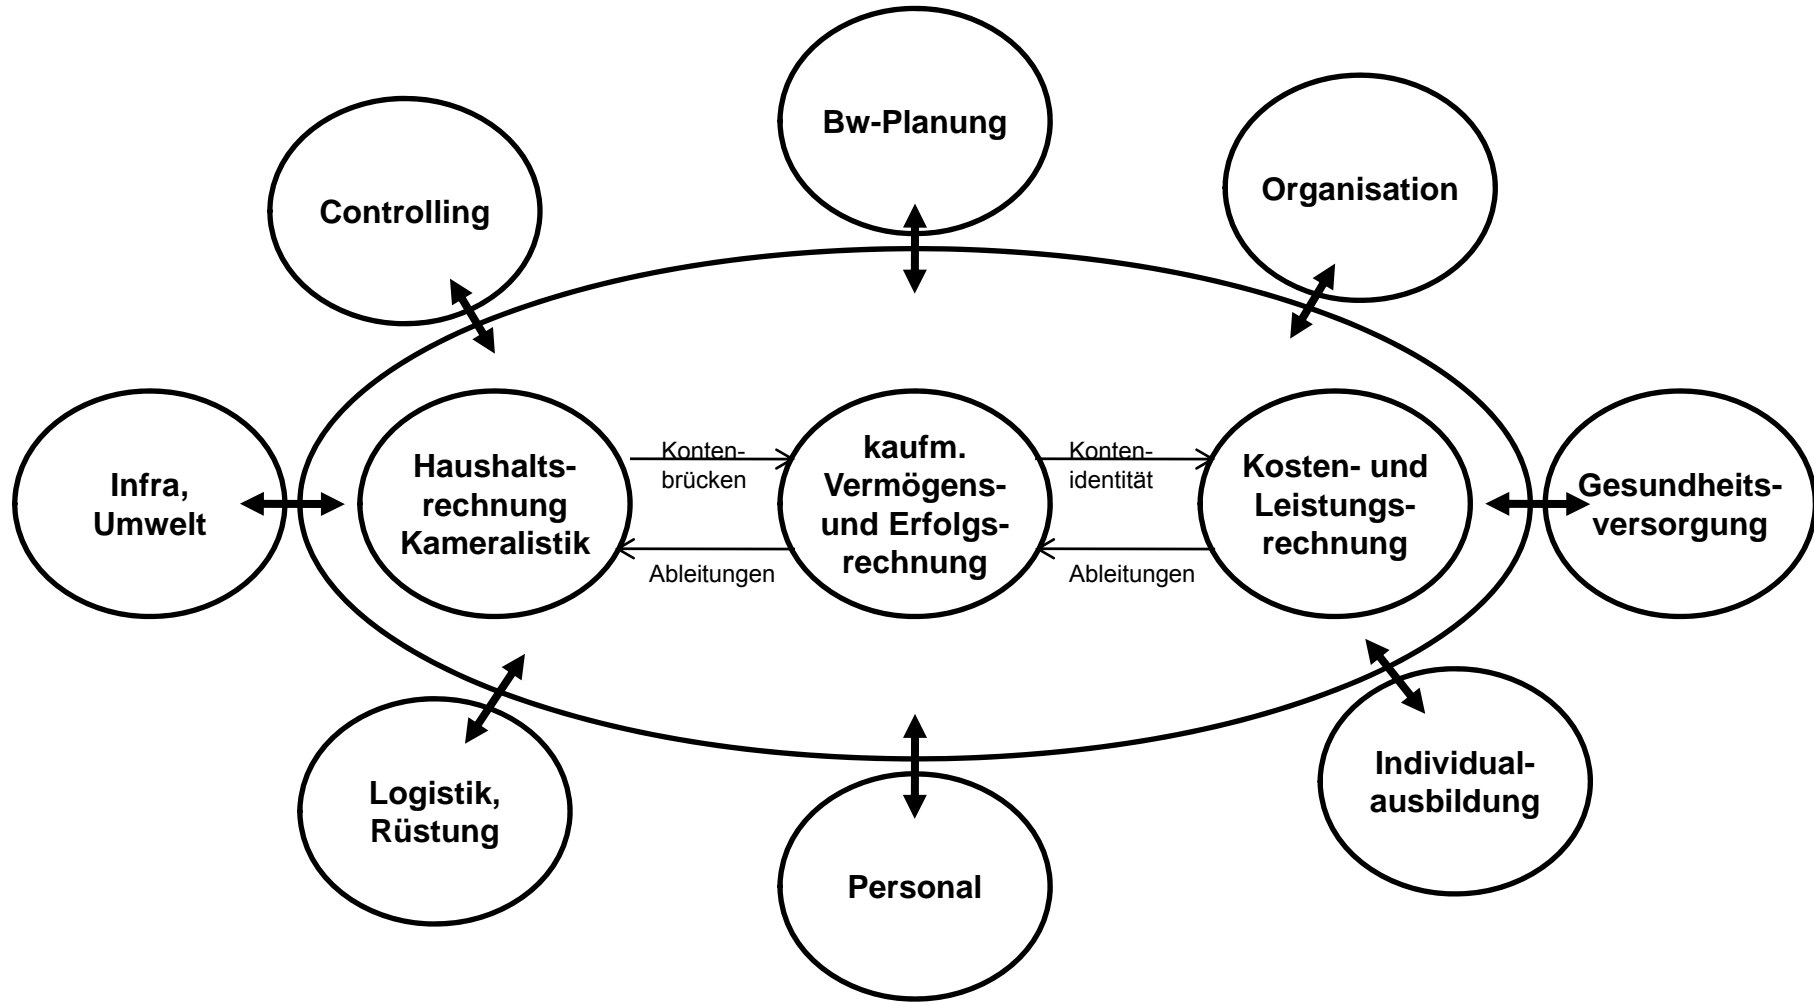 Bw-Planung
Controlling
Organisation
Infra,
Umwelt
Haushalts-
rechnung
Kameralistik
Konten-
brücken
Ableitungen
kaufm.
Vermögens-
und Erfolgs-
rechnung
Konten-
identität
Ableitungen
Kosten- und
Leistungs-
rechnung
Gesundheits-
versorgung
Logistik,
Rüstung
Personal
Individual-
ausbildung